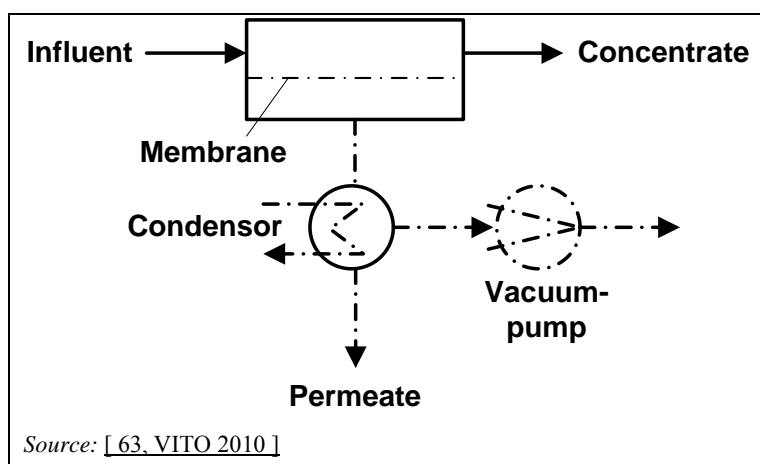 Influent
Concentrate
Membrane
Condensor
Vacuum-
pump
Permeate
Source: [ 63, VITO 2010 ]